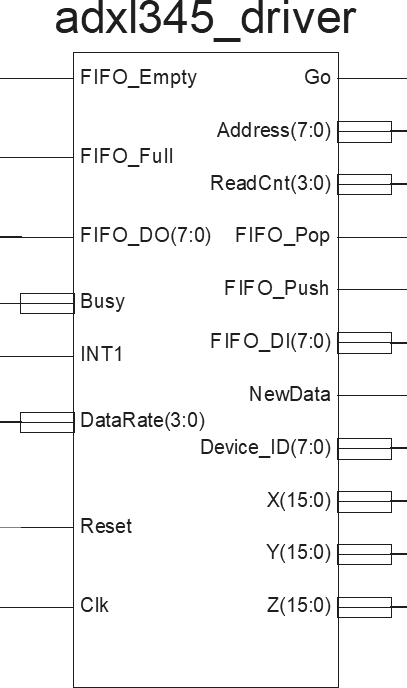 adxl345_driver
FIFO_Empty
Go
Address(7:0)
FIFO_Full
ReadCnt(3:0)
FIFO_DO(7:0)
FIFO_Pop
FIFO_Push
Busy
FIFO_DI(7:0)
INT1
NewData
DataRate(3:0)
Device_ID(7:0)
X(15:0)
Reset
Y(15:0)
Clk
Z(15:0)